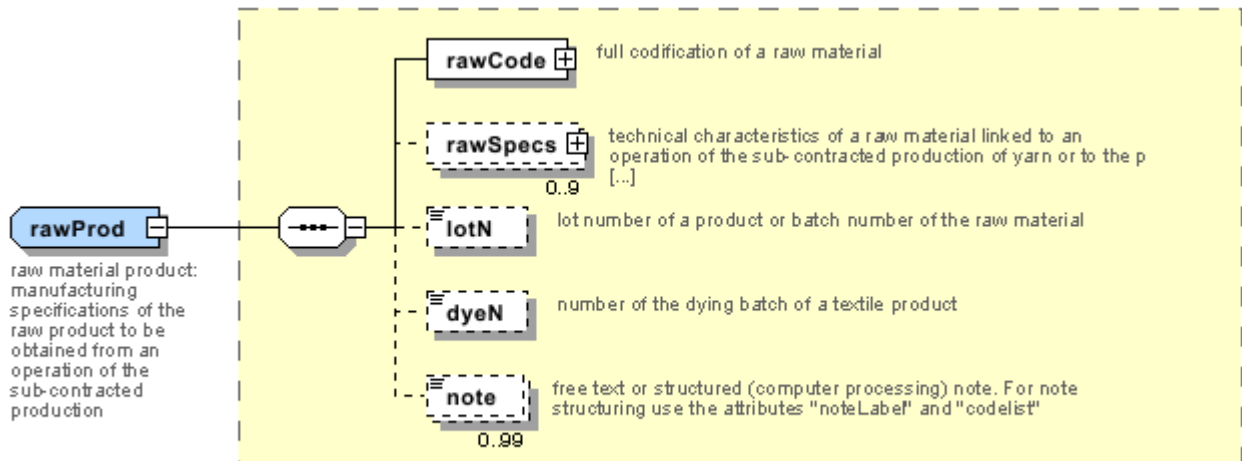 rawCode
full codification of a raw material
rawSpecs
technical characteristics of a raw material linked to an
operation of the sub-contracted production of yarn or to the p
[...]
0..9
rawProd
raw material product:
manufacturing
specifications of the
raw product to be
obtained from an
operation of the
sub-contracted
production
lotN
lot number of a product or batch number of the raw material
dyeN
number of the dying batch of a textile product
note
free text or structured (computer processing) note. For note
structuring use the attributes "noteLabel" and "codelist"
0..99